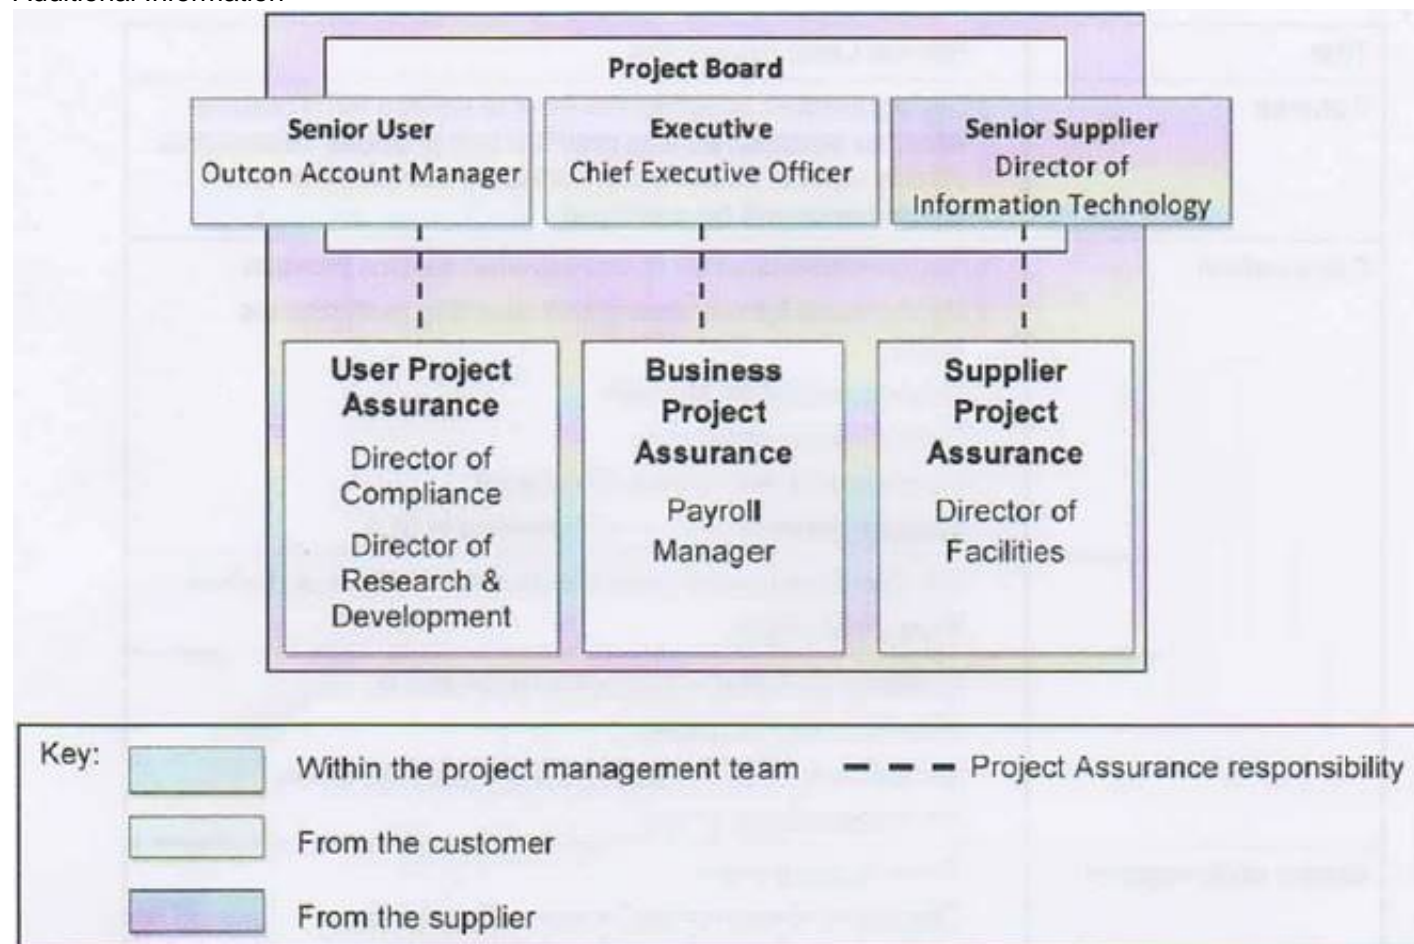 Additional Information
Project Board
Senior User
Outcon Account Manager
Executive
Chief Executive Officer
Senior Supplier
Director of
Information Technology
User Project
Assurance
Director of
Compliance
Director of
Research &
Development
Business
Project
Assurance
Payroll
Manager
Supplier
Project
Assurance
Director of
Facilities
Key:
Within the project management team
Project Assurance responsibility
From the customer
From the supplier